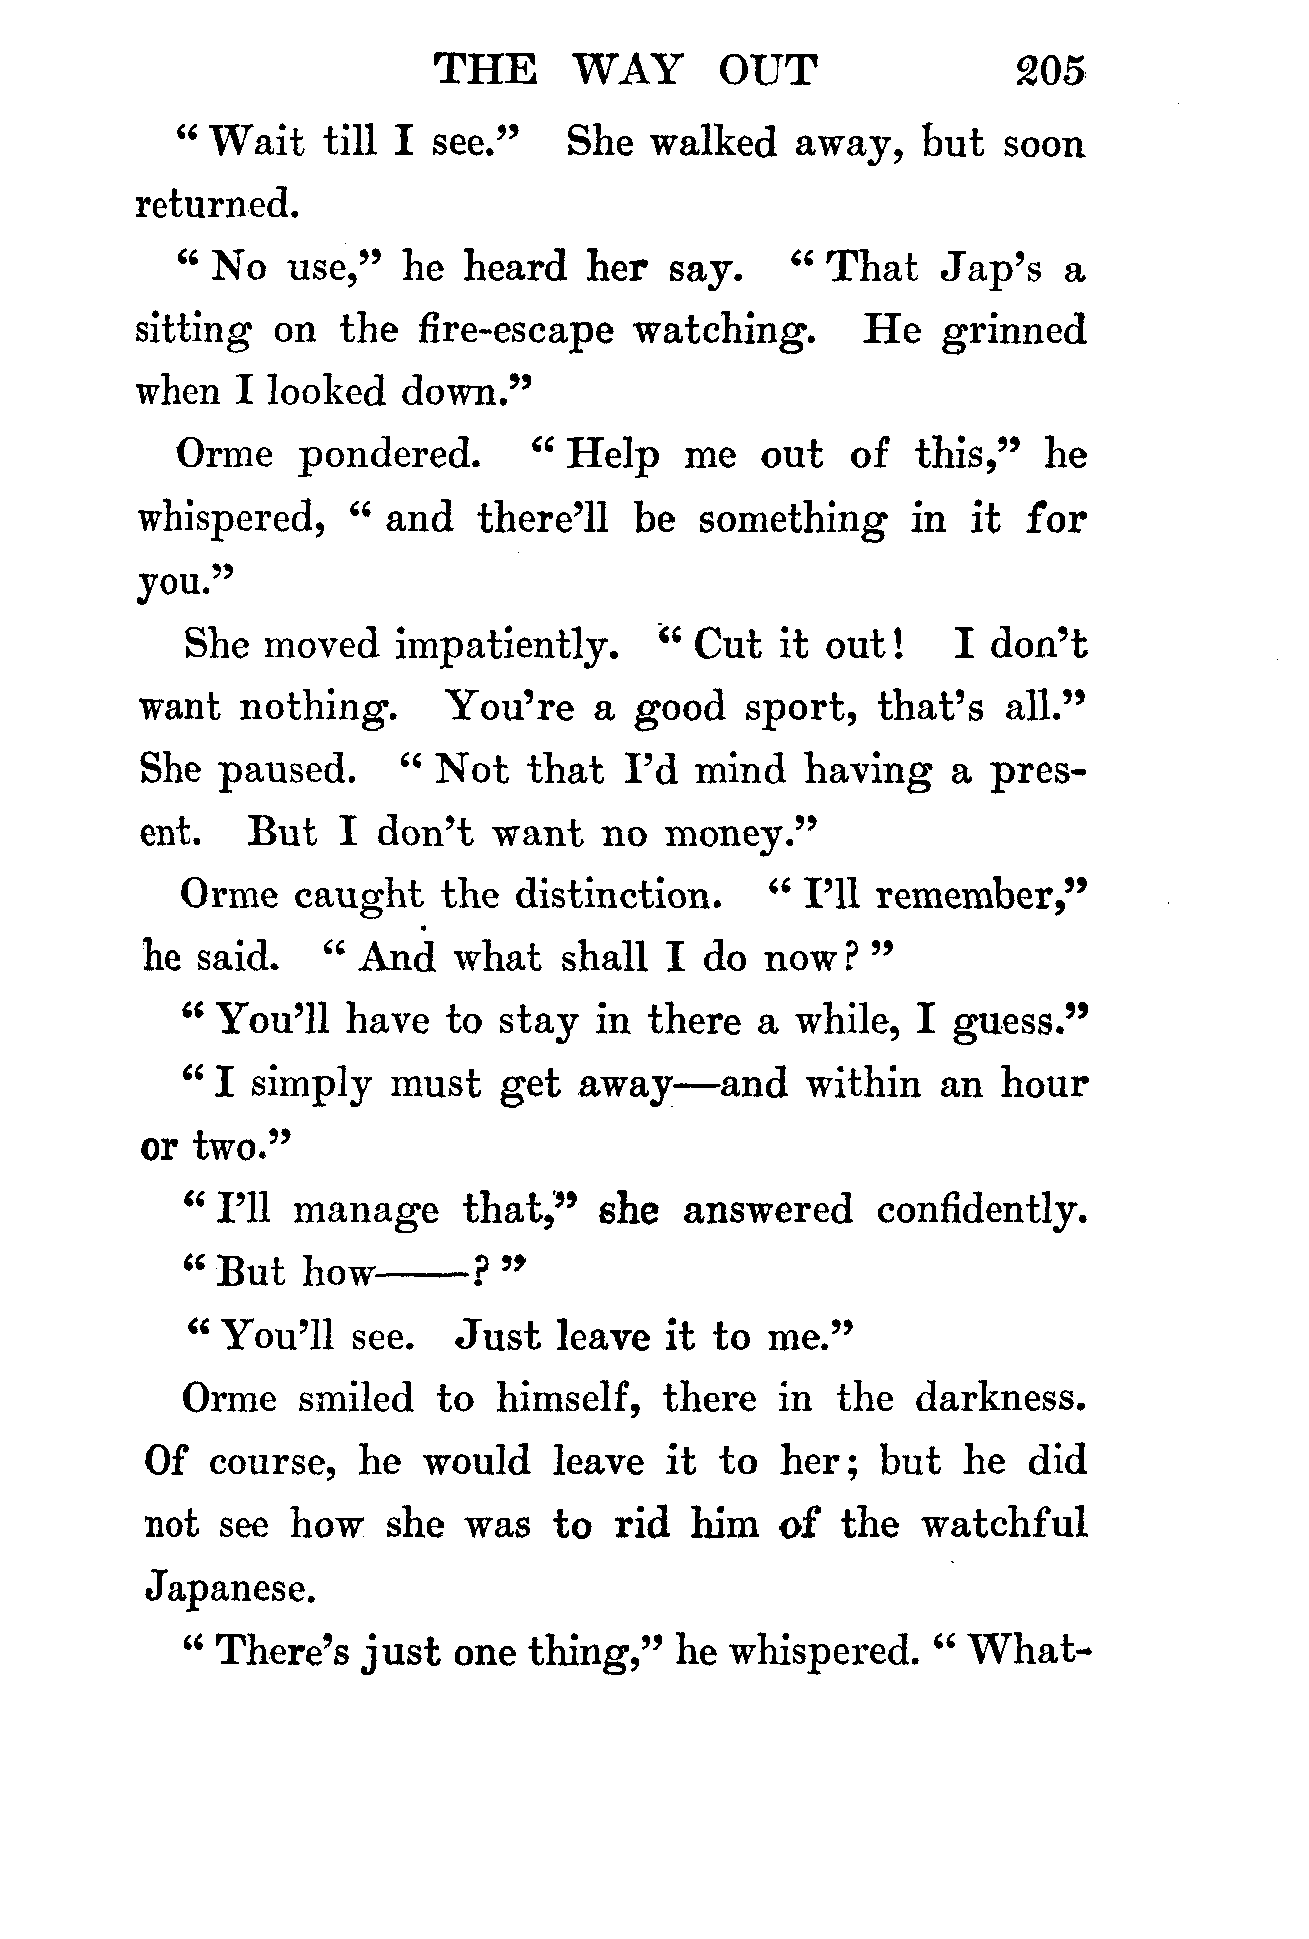 THE WAY OUT 205
“ Wait till I see.” She walked away, but soon
returned.
“ No use,” he heard her say. “ That Jap’s a
sitting on the fire-escape watching. He grinned
when I looked down.”
Orme pondered. “ Help me out of this,” he
whispered, “ and there’ll be something in it for
you.”
She moved impatiently. “ Cut it out! I don’t
want nothing. You’re a good sport, that’s all.”
She paused. “ Not that I’d mind having a pres-
ent. But I don’t want no money.”
Orme caught the distinction. “ I’ll remember,”
he said. “ And what shall I do now? ”
“ You’ll have to stay in there a while, I guess.”
“ I simply must get away—and within an hour
or two.”
“ I’ll manage that,” she answered confidently.
“ But how——? ”
“ You’ll see. Just leave it to me.”
Orme smiled to himself, there in the darkness.
Of course, he would leave it to her; but he did
not see how she was to rid him of the watchful
Japanese.
“ There’s just one thing,” he whispered. “ What-